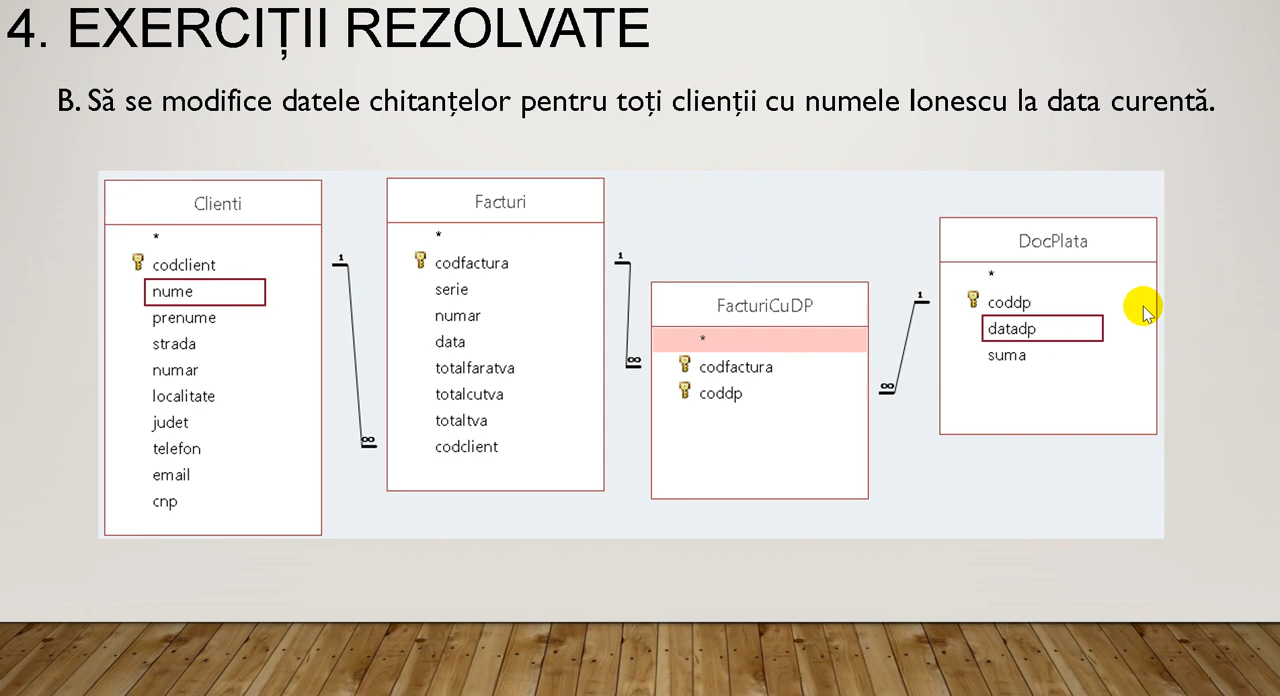 4. EXERCIȚII REZOLVATE
B. Să se modifice datele chitanțelor pentru toți clienții cu numele Ionescu la data curentă.
Clienti
*
codclient
nume
prenume
strada
numar
localitate
judet
telefon
email
cnp
1
∞
Facturi
*
codfactura
serie
numar
data
totalfaratva
totalcutva
totaltva
codclient
1
∞
FacturiCuDP
*
codfactura
coddp
1
∞
DocPlata
*
coddp
datadp
suma